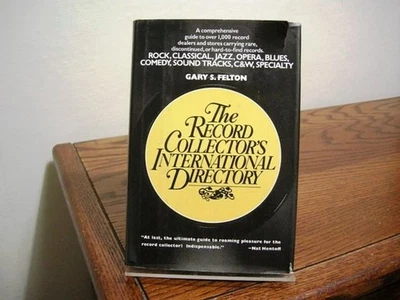 A comprehensive
guide to over 1,000 record
dealers and stores carrying rare,
discontinued, or hard-to-find records.
ROCK, CLASSICAL, JAZZ, OPERA, BLUES,
COMEDY, SOUND TRACKS, C&W, SPECIALTY
GARY S. FELTON
The
RECORD
COLLECTOR'S
INTERNATIONAL
DIRECTORY
"At last, the ultimate guide to roaming pleasure for the
record collector! Indispensable." —Nat Hentoff